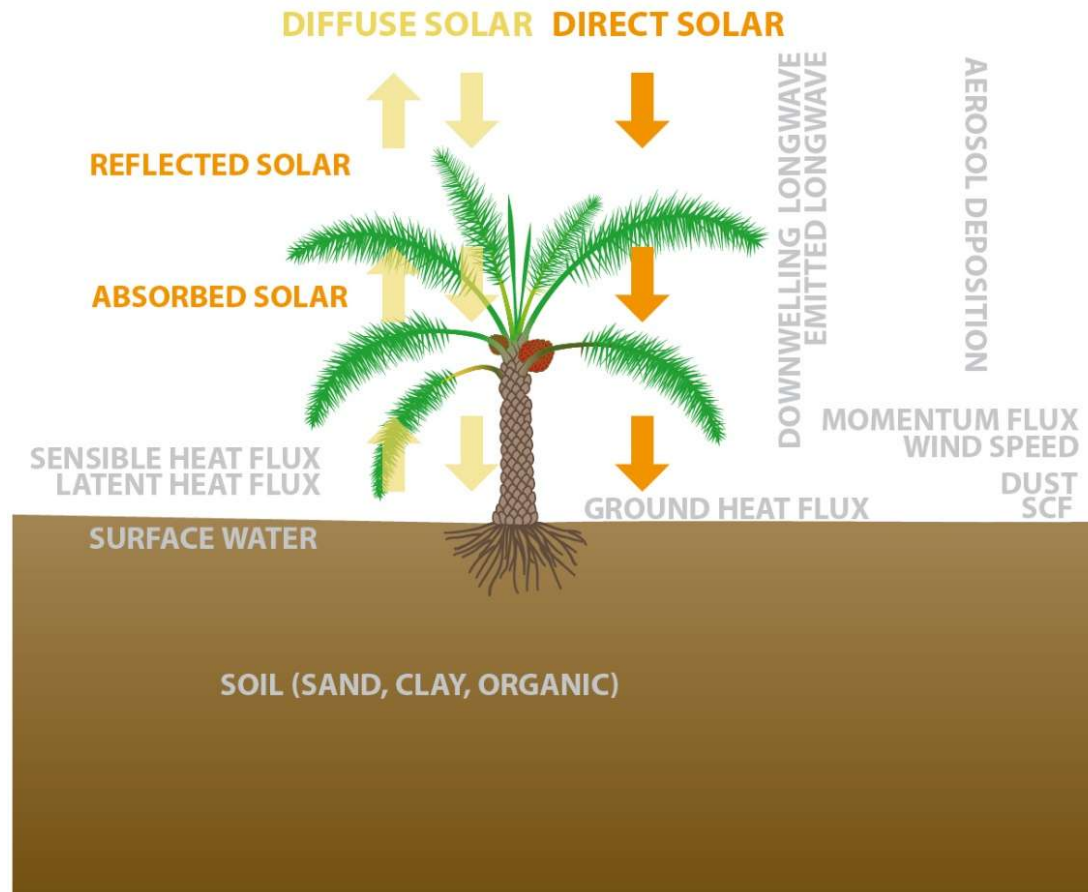 DIFFUSE SOLAR
DIRECT SOLAR
REFLECTED SOLAR
ABSORBED SOLAR
DOWNWELLING LONGWAVE
EMITTED LONGWAVE
AEROSOL DEPOSITION
MOMENTUM FLUX
WIND SPEED
SENSIBLE HEAT FLUX
LATENT HEAT FLUX
DUST
SCF
GROUND HEAT FLUX
SURFACE WATER
SOIL (SAND, CLAY, ORGANIC)